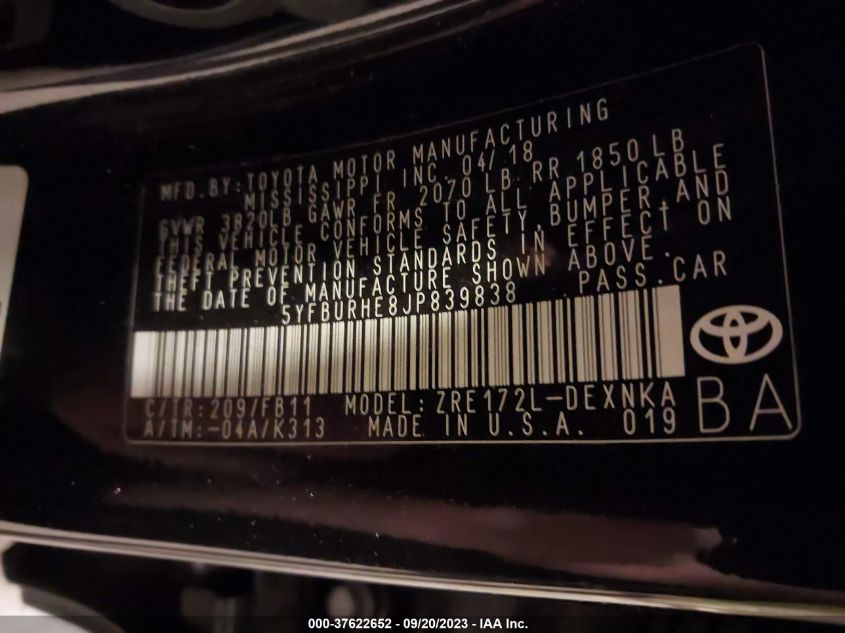 MFD. BY: TOYOTA MOTOR MANUFACTURING
MISSISSIPPI INC. 04/18
GVWR 3820LB GAWR FR 2070 LB RR 1850 LB
THIS VEHICLE CONFORMS TO ALL APPLICABLE
FEDERAL MOTOR VEHICLE SAFETY, BUMPER, AND
THEFT PREVENTION STANDARDS IN EFFECT ON
THE DATE OF MANUFACTURE SHOWN ABOVE.
5YFBURHE8JP839838 PASS. CAR
C/TR: 209/FB11 MODEL: ZRE172L-DEXNKA
A/TM: -04A/K313 MADE IN U.S.A. 019
BA
000-37622652 - 09/20/2023 - IAA Inc.